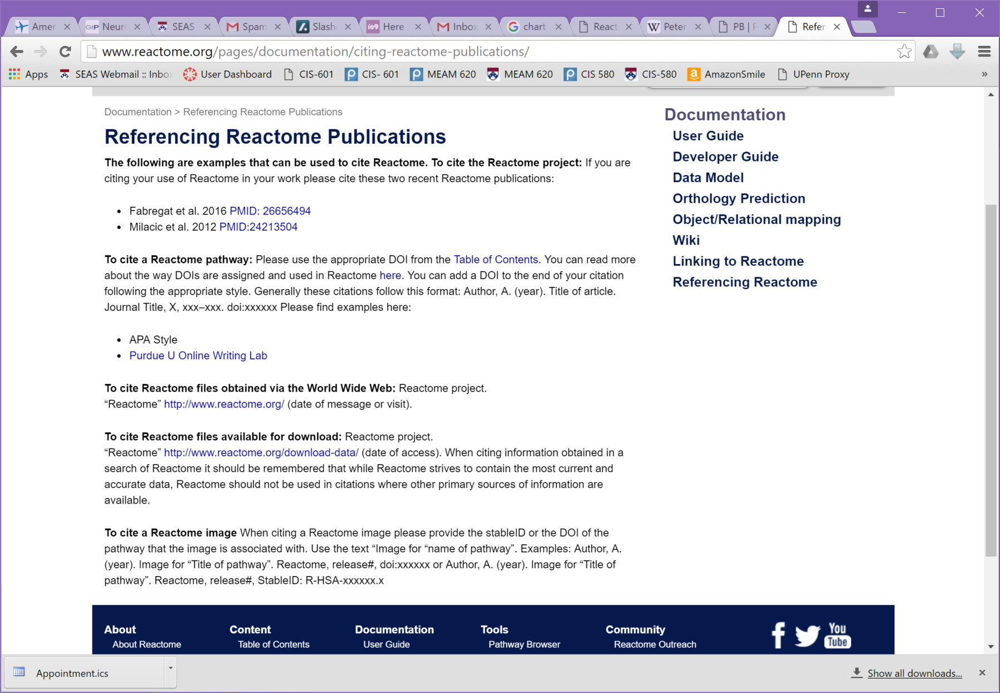 Amer
GtP Neuro
SEAS
Spam
Slash
io9 Here
Inbox
chart
React
W Peter
PB | P
Refer
www.reactome.org/pages/documentation/citing-reactome-publications/
Apps
SEAS Webmail :: Inbo
User Dashboard
CIS-601
CIS- 601
MEAM 620
MEAM 620
CIS 580
CIS-580
AmazonSmile
UPenn Proxy
»
Documentation > Referencing Reactome Publications
Referencing Reactome Publications
The following are examples that can be used to cite Reactome. To cite the Reactome project: If you are
citing your use of Reactome in your work please cite these two recent Reactome publications:
• Fabregat et al. 2016 PMID: 26656494
• Milacic et al. 2012 PMID:24213504
To cite a Reactome pathway: Please use the appropriate DOI from the Table of Contents. You can read more
about the way DOIs are assigned and used in Reactome here. You can add a DOI to the end of your citation
following the appropriate style. Generally these citations follow this format: Author, A. (year). Title of article.
Journal Title, X, xxx–xxx. doi:xxxxxx Please find examples here:
• APA Style
• Purdue U Online Writing Lab
To cite Reactome files obtained via the World Wide Web: Reactome project.
“Reactome” http://www.reactome.org/ (date of message or visit).
To cite Reactome files available for download: Reactome project.
“Reactome” http://www.reactome.org/download-data/ (date of access). When citing information obtained in a
search of Reactome it should be remembered that while Reactome strives to contain the most current and
accurate data, Reactome should not be used in citations where other primary sources of information are
available.
To cite a Reactome image When citing a Reactome image please provide the stableID or the DOI of the
pathway that the image is associated with. Use the text “Image for “name of pathway”. Examples: Author, A.
(year). Image for “Title of pathway”. Reactome, release#, doi:xxxxxx or Author, A. (year). Image for “Title of
pathway”. Reactome, release#, StableID: R-HSA-xxxxxx.x
Documentation
User Guide
Developer Guide
Data Model
Orthology Prediction
Object/Relational mapping
Wiki
Linking to Reactome
Referencing Reactome
About
About Reactome
Content
Table of Contents
Documentation
User Guide
Tools
Pathway Browser
Community
Reactome Outreach
You
Tube
Appointment.ics
Show all downloads...